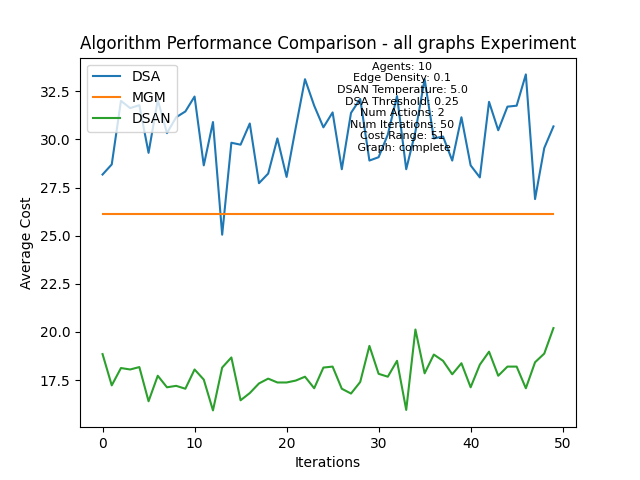 Algorithm Performance Comparison - all graphs Experiment
DSA
MGM
DSAN
Agents: 10
Edge Density: 0.1
DSAN Temperature: 5.0
DSA Threshold: 0.25
Num Actions: 2
Num Iterations: 50
Cost Range: 51
Graph: complete
Average Cost
32.5
30.0
27.5
25.0
22.5
20.0
17.5
0
10
20
30
40
50
Iterations